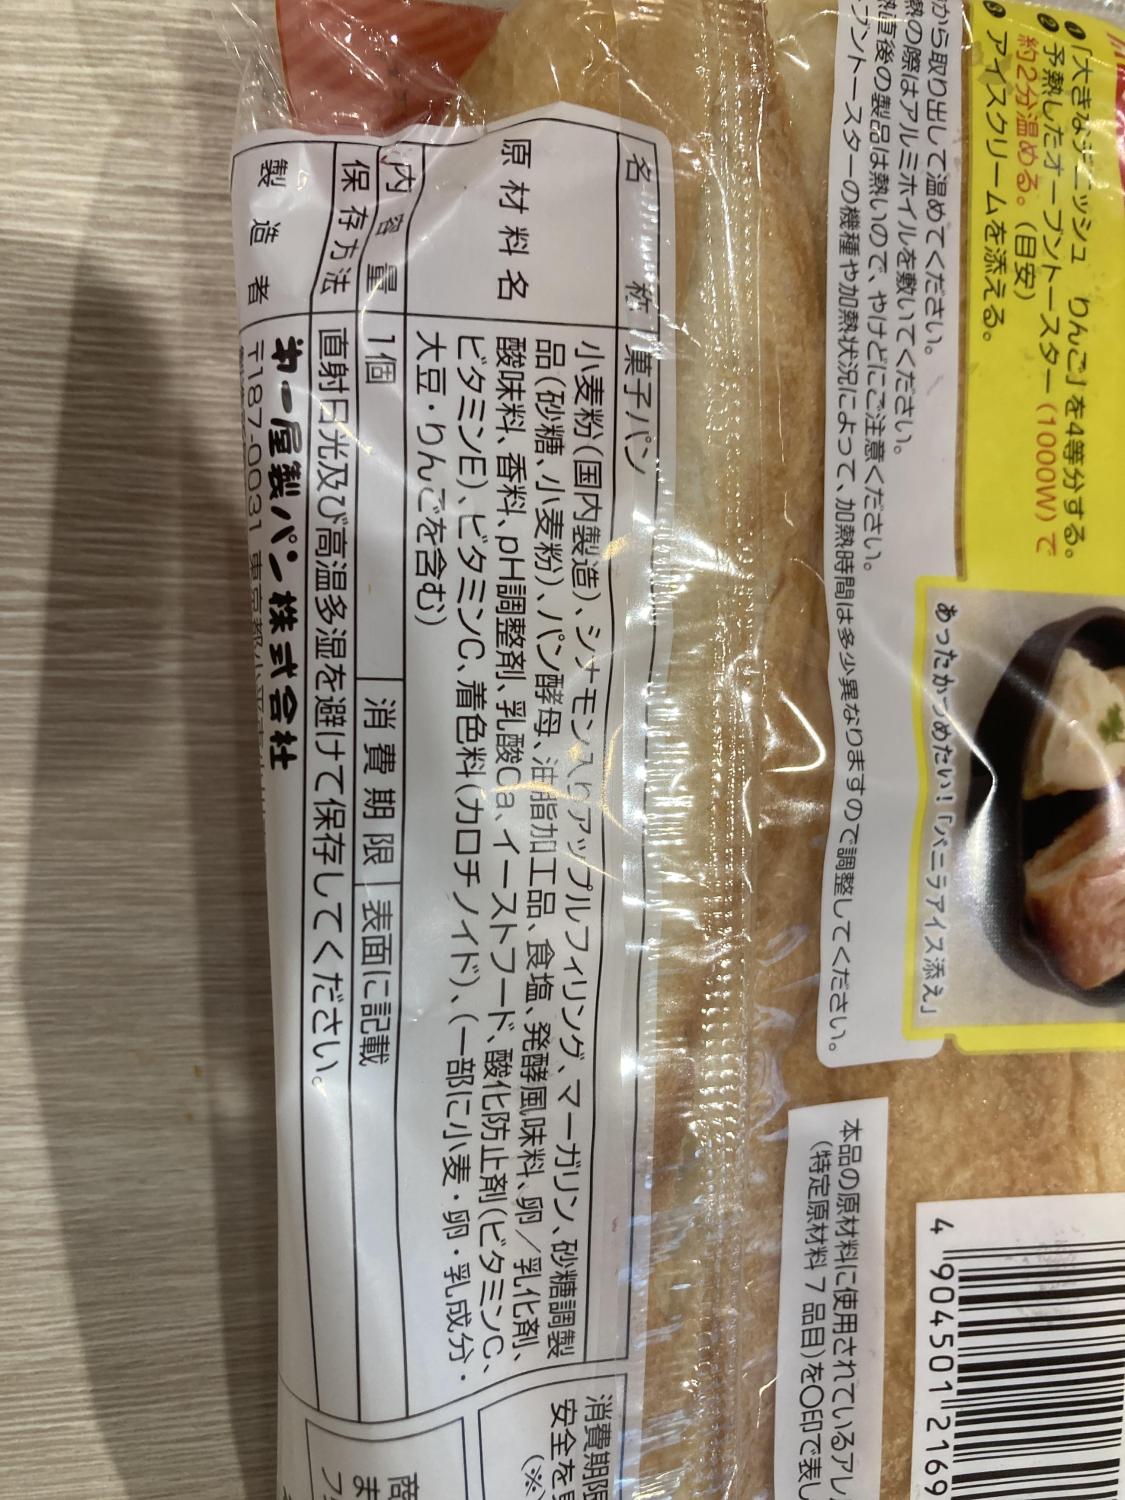 ❶「大きなデニッシュ りんご」を4等分する。
❷ 予熱したオーブントースター(1000W)で
約2分温める。(目安)
❸ アイスクリームを添える。
から取り出して温めてください。
熱の際はアルミホイルを敷いてください。
熱直後の製品は熱いので、やけどにご注意ください。
ーブントースターの機種や加熱状況によって、加熱時間は多少異なりますので調整してください。
あったかつめたい!「バニラアイス添え」
本品の原材料に使用されているアレ
(特定原材料 7 品目)を○印で表し
4 904501 2169
名称 菓子パン
原材料名 小麦粉(国内製造)、シナモン入りアップルフィリング、マーガリン、砂糖調製
品(砂糖、小麦粉)、パン酵母、油脂加工品、食塩、発酵風味料、卵/乳化剤、
酸味料、香料、pH調整剤、乳酸Ca、イーストフード、酸化防止剤(ビタミンC、
ビタミンE)、ビタミンC、着色料(カロチノイド)、(一部に小麦・卵・乳成分・
大豆・りんごを含む)
内容量 1個 消費期限 表面に記載
保存方法 直射日光及び高温多湿を避けて保存してください。
製造者 第一屋製パン株式会社
〒187-0031 東京都小平市
消費期限
安全を
(※)
商
ま
フ